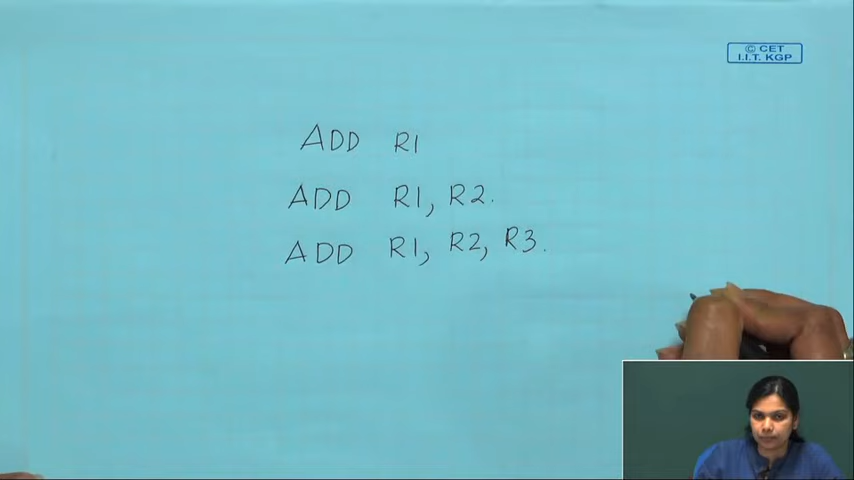 © CET
I.I.T. KGP
ADD R1
ADD R1, R2.
ADD R1, R2, R3.